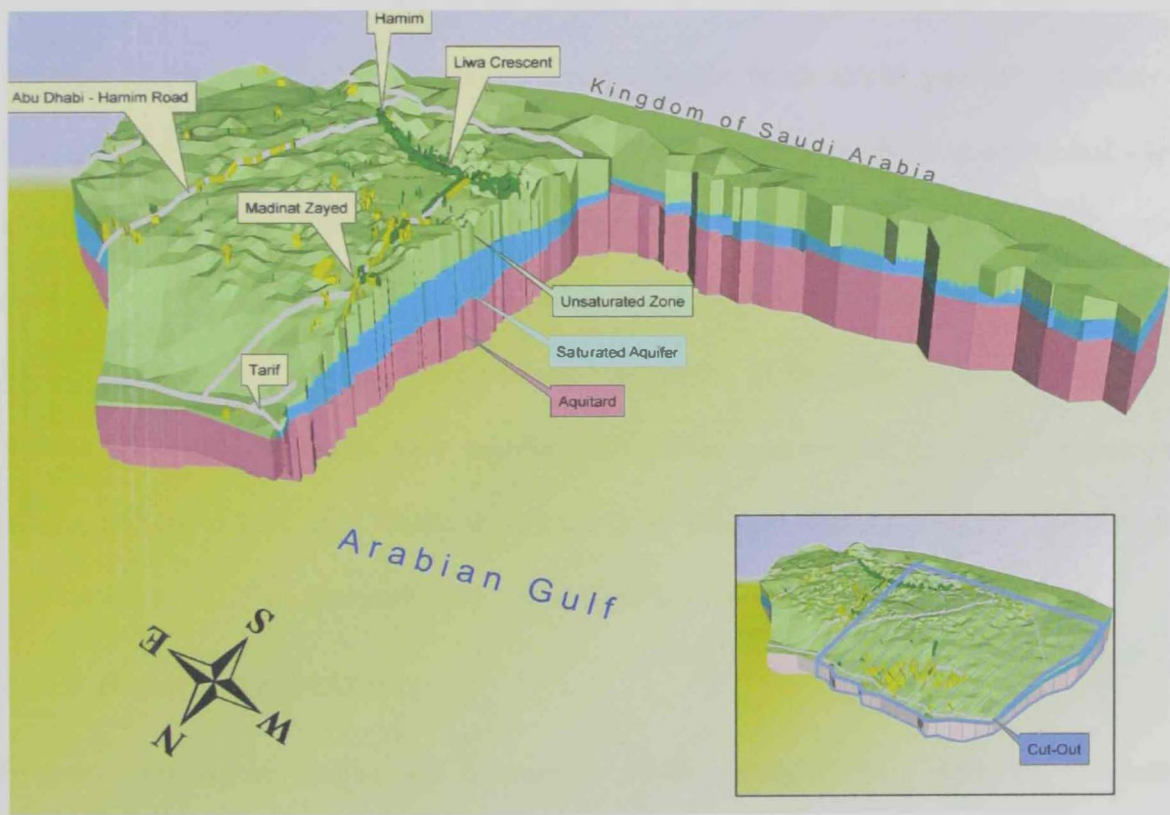 Hamim
Liwa Crescent
Abu Dhabi - Hamim Road
Kingdom of Saudi Arabia
Madinat Zayed
Unsaturated Zone
Saturated Aquifer
Tarif
Aquitard
Arabian Gulf
S
E
W
N
Cut-Out